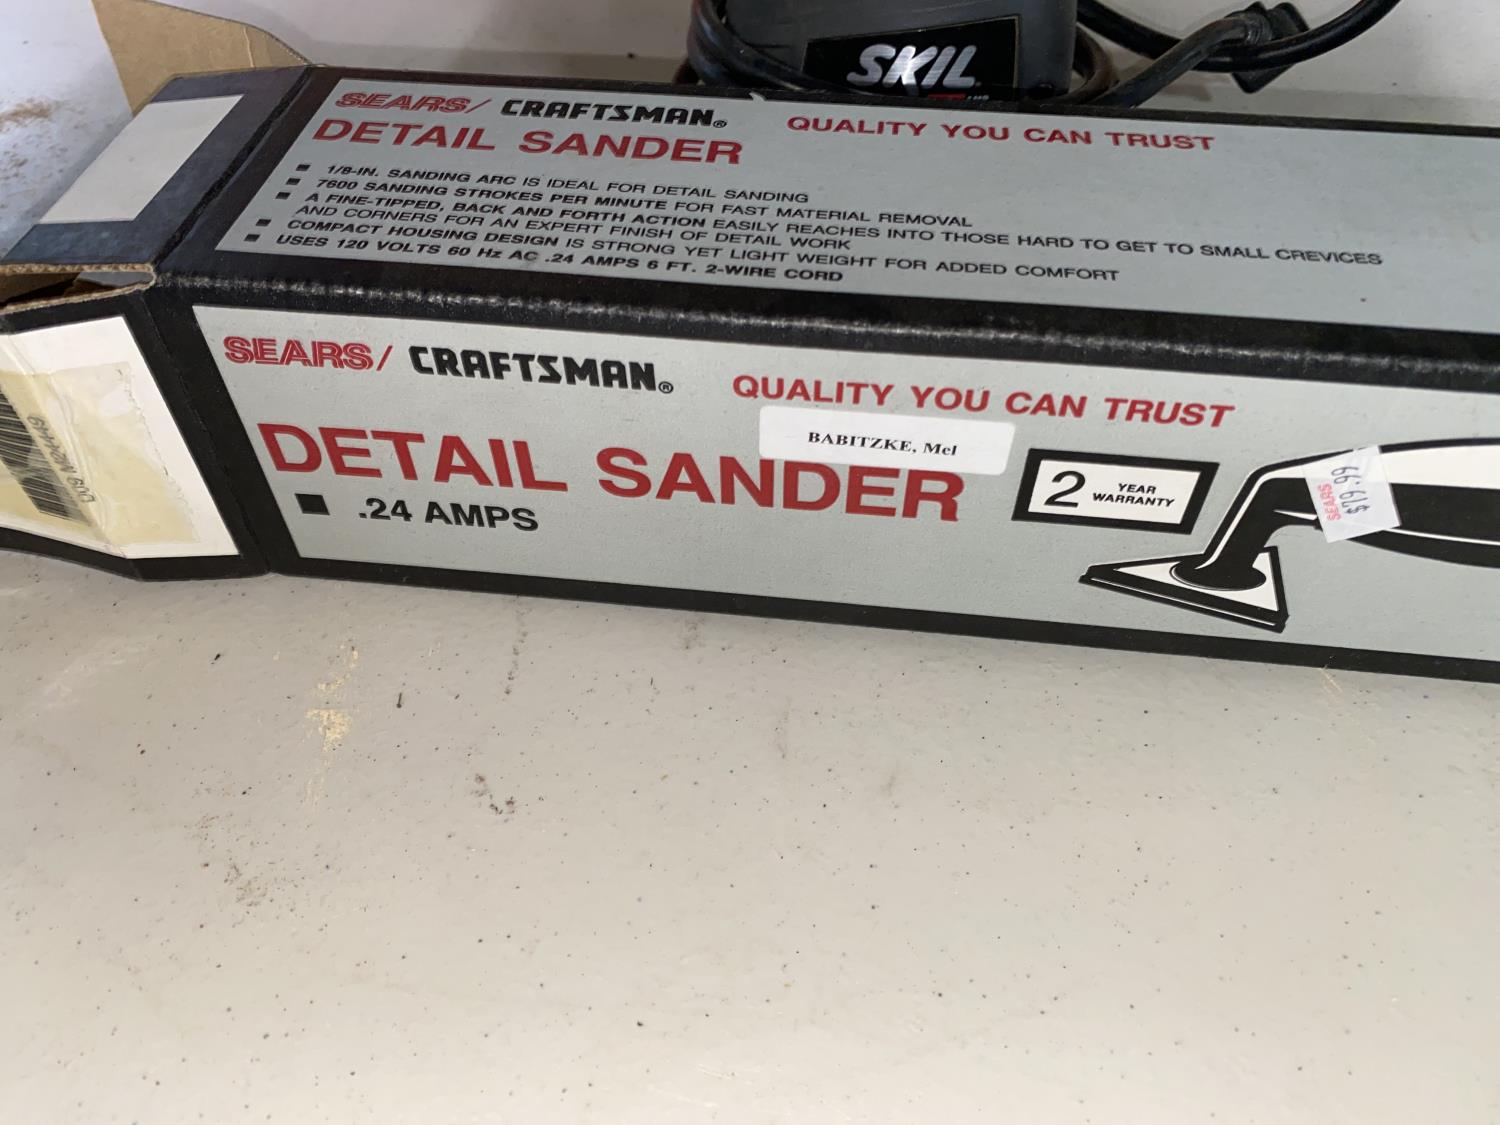 SKIL
SEARS/ CRAFTSMAN® QUALITY YOU CAN TRUST
DETAIL SANDER
1/8-IN. SANDING ARC IS IDEAL FOR DETAIL SANDING
7600 SANDING STROKES PER MINUTE FOR FAST MATERIAL REMOVAL
A FINE-TIPPED, BACK AND FORTH ACTION EASILY REACHES INTO THOSE HARD TO GET TO SMALL CREVICES
AND CORNERS FOR AN EXPERT FINISH OF DETAIL WORK
COMPACT HOUSING DESIGN IS STRONG YET LIGHT WEIGHT FOR ADDED COMFORT
USES 120 VOLTS 60 Hz AC .24 AMPS 6 FT. 2-WIRE CORD
SEARS/ CRAFTSMAN® QUALITY YOU CAN TRUST
BABITZKE, Mel
DETAIL SANDER
.24 AMPS
2 YEAR
WARRANTY
SEARS
$79.99